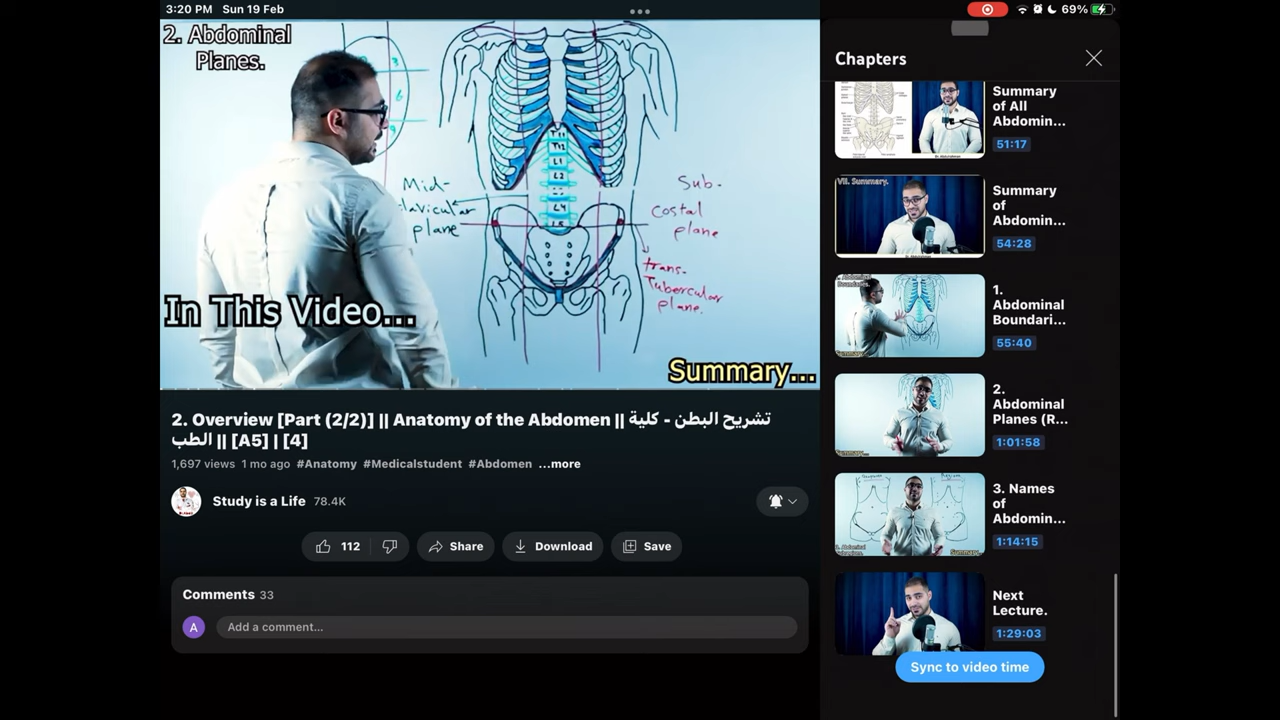 3:20 PM Sun 19 Feb
69%
2. Abdominal
Planes.
Mid-
clavicular
plane
Sub-
Costal
plane
trans-
Tubercular
plane.
T12
L1
L2
L4
L5
In This Video...
Summary...
2. Overview [Part (2/2)] || Anatomy of the Abdomen || تشريح البطن - كلية
الطب || [A5] | [4]
1,697 views 1 mo ago #Anatomy #Medicalstudent #Abdomen ...more
Study is a Life 78.4K
112
Share
Download
Save
Comments 33
A
Add a comment...
Chapters
Summary
of All
Abdomin...
51:17
VII. Summary.
Summary
of
Abdomin...
54:28
1.
Abdominal
Boundari...
55:40
2.
Abdominal
Planes (R...
1:01:58
3. Names
of
Abdomin...
1:14:15
Next
Lecture.
1:29:03
Sync to video time